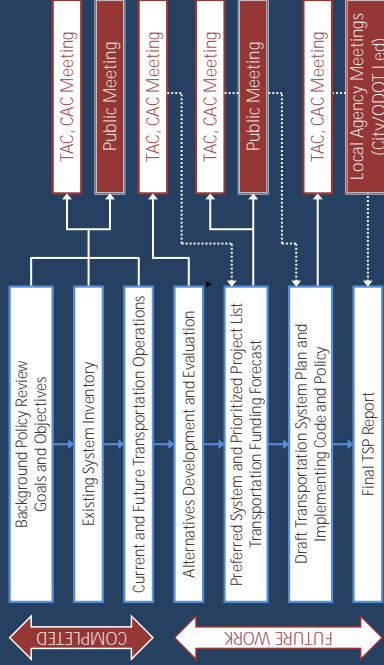 COMPLETED
FUTURE WORK
Background Policy Review
Goals and Objectives
Existing System Inventory
Current and Future Transportation Operations
Alternatives Development and Evaluation
Preferred System and Prioritized Project List
Transportation Funding Forecast
Draft Transportation System Plan and
Implementing Code and Policy
Final TSP Report
TAC, CAC Meeting
Public Meeting
TAC, CAC Meeting
TAC, CAC Meeting
Public Meeting
TAC, CAC Meeting
Local Agency Meetings
(City/ODOT Led)